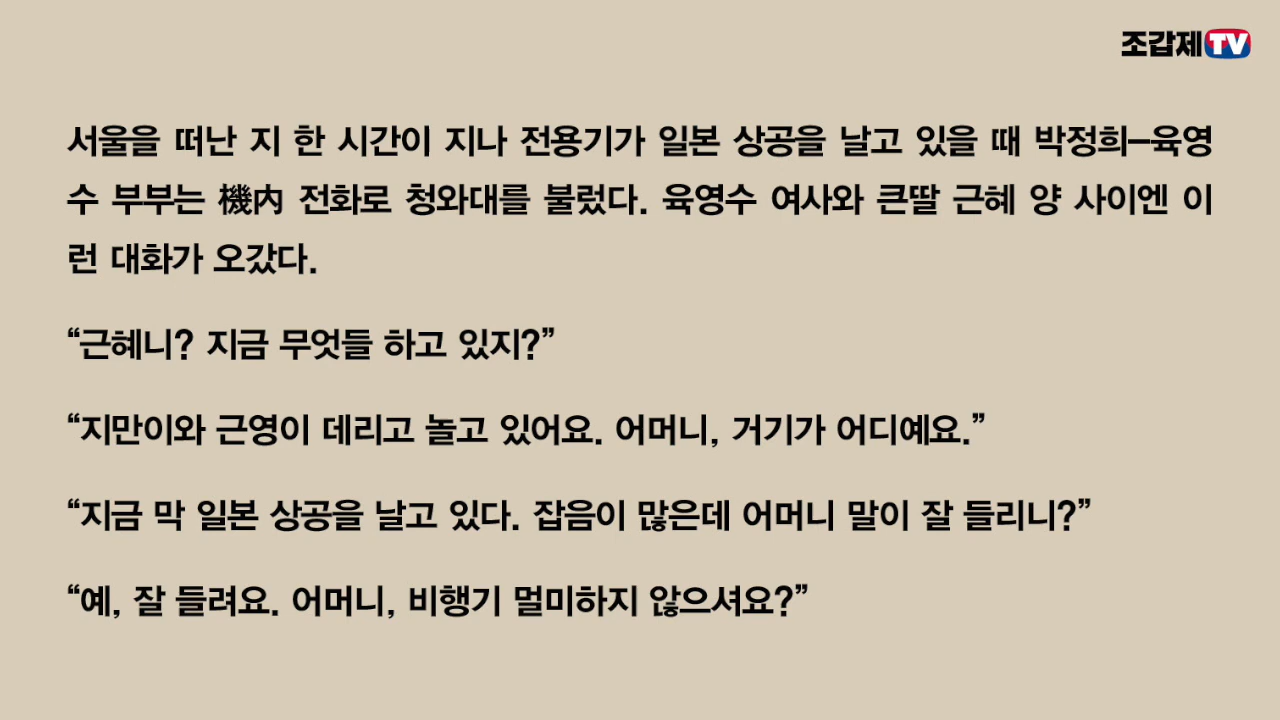 조갑제TV
서울을 떠난 지 한 시간이 지나 전용기가 일본 상공을 날고 있을 때 박정희–육영
수 부부는 機內 전화로 청와대를 불렀다. 육영수 여사와 큰딸 근혜 양 사이엔 이
런 대화가 오갔다.
“근혜니? 지금 무엇들 하고 있지?”
“지만이와 근영이 데리고 놀고 있어요. 어머니, 거기가 어디예요.”
“지금 막 일본 상공을 날고 있다. 잡음이 많은데 어머니 말이 잘 들리니?”
“예, 잘 들려요. 어머니, 비행기 멀미하지 않으셔요?”